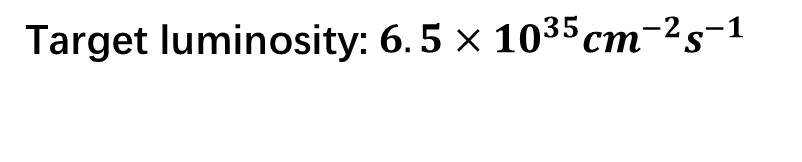 Target luminosity: 6.5 × 10³⁵cm⁻²s⁻¹